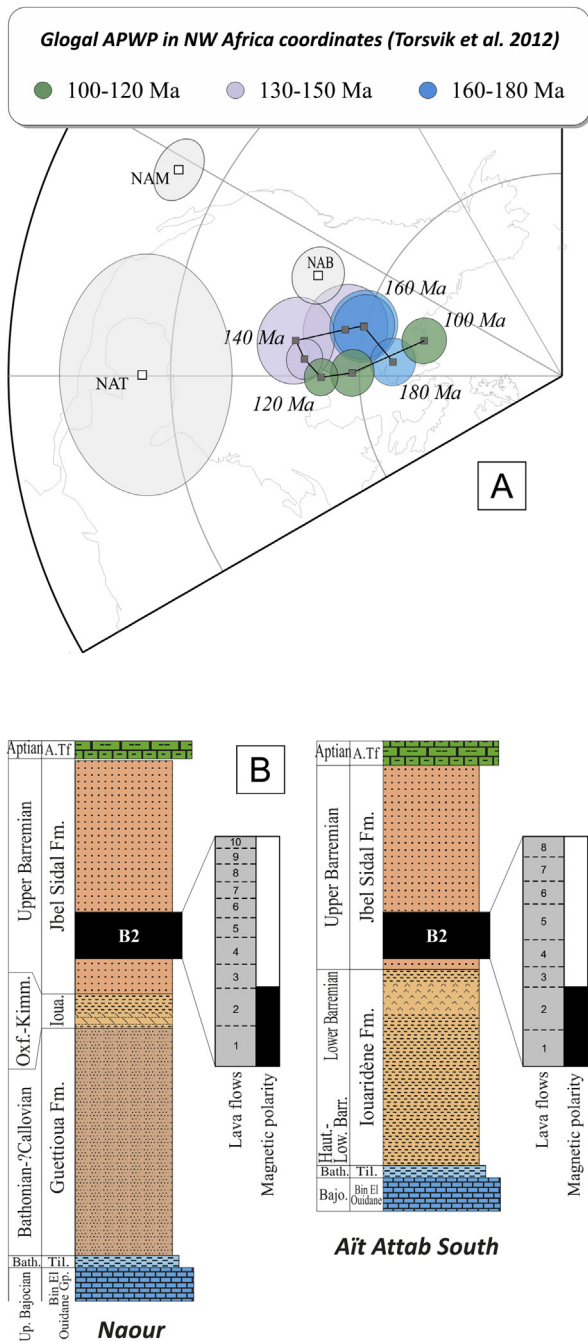 Glogal APWP in NW Africa coordinates (Torsvik et al. 2012)
100-120 Ma
130-150 Ma
160-180 Ma
NAM
NAB
160 Ma
100 Ma
140 Ma
NAT
120 Ma
180 Ma
A
B
Aptian
A.Tf
Upper Barremian
Jbel Sidal Fm.
B2
Oxf.-Kimm.
Ioua.
Bathonian-?Callovian
Guettioua Fm.
Bath.
Til.
Up. Bajocian
Bin El
Ouidane Gp.
10
9
8
7
6
5
4
3
2
1
Lava flows
Magnetic polarity
Naour
Aptian
A.Tf
Upper Barremian
Jbel Sidal Fm.
B2
Lower Barremian
Haut.-
Low. Barr.
Iouaridène Fm.
Bath.
Til.
Bajo.
Bin El
Ouidane
8
7
6
5
4
3
2
1
Lava flows
Magnetic polarity
Aït Attab South